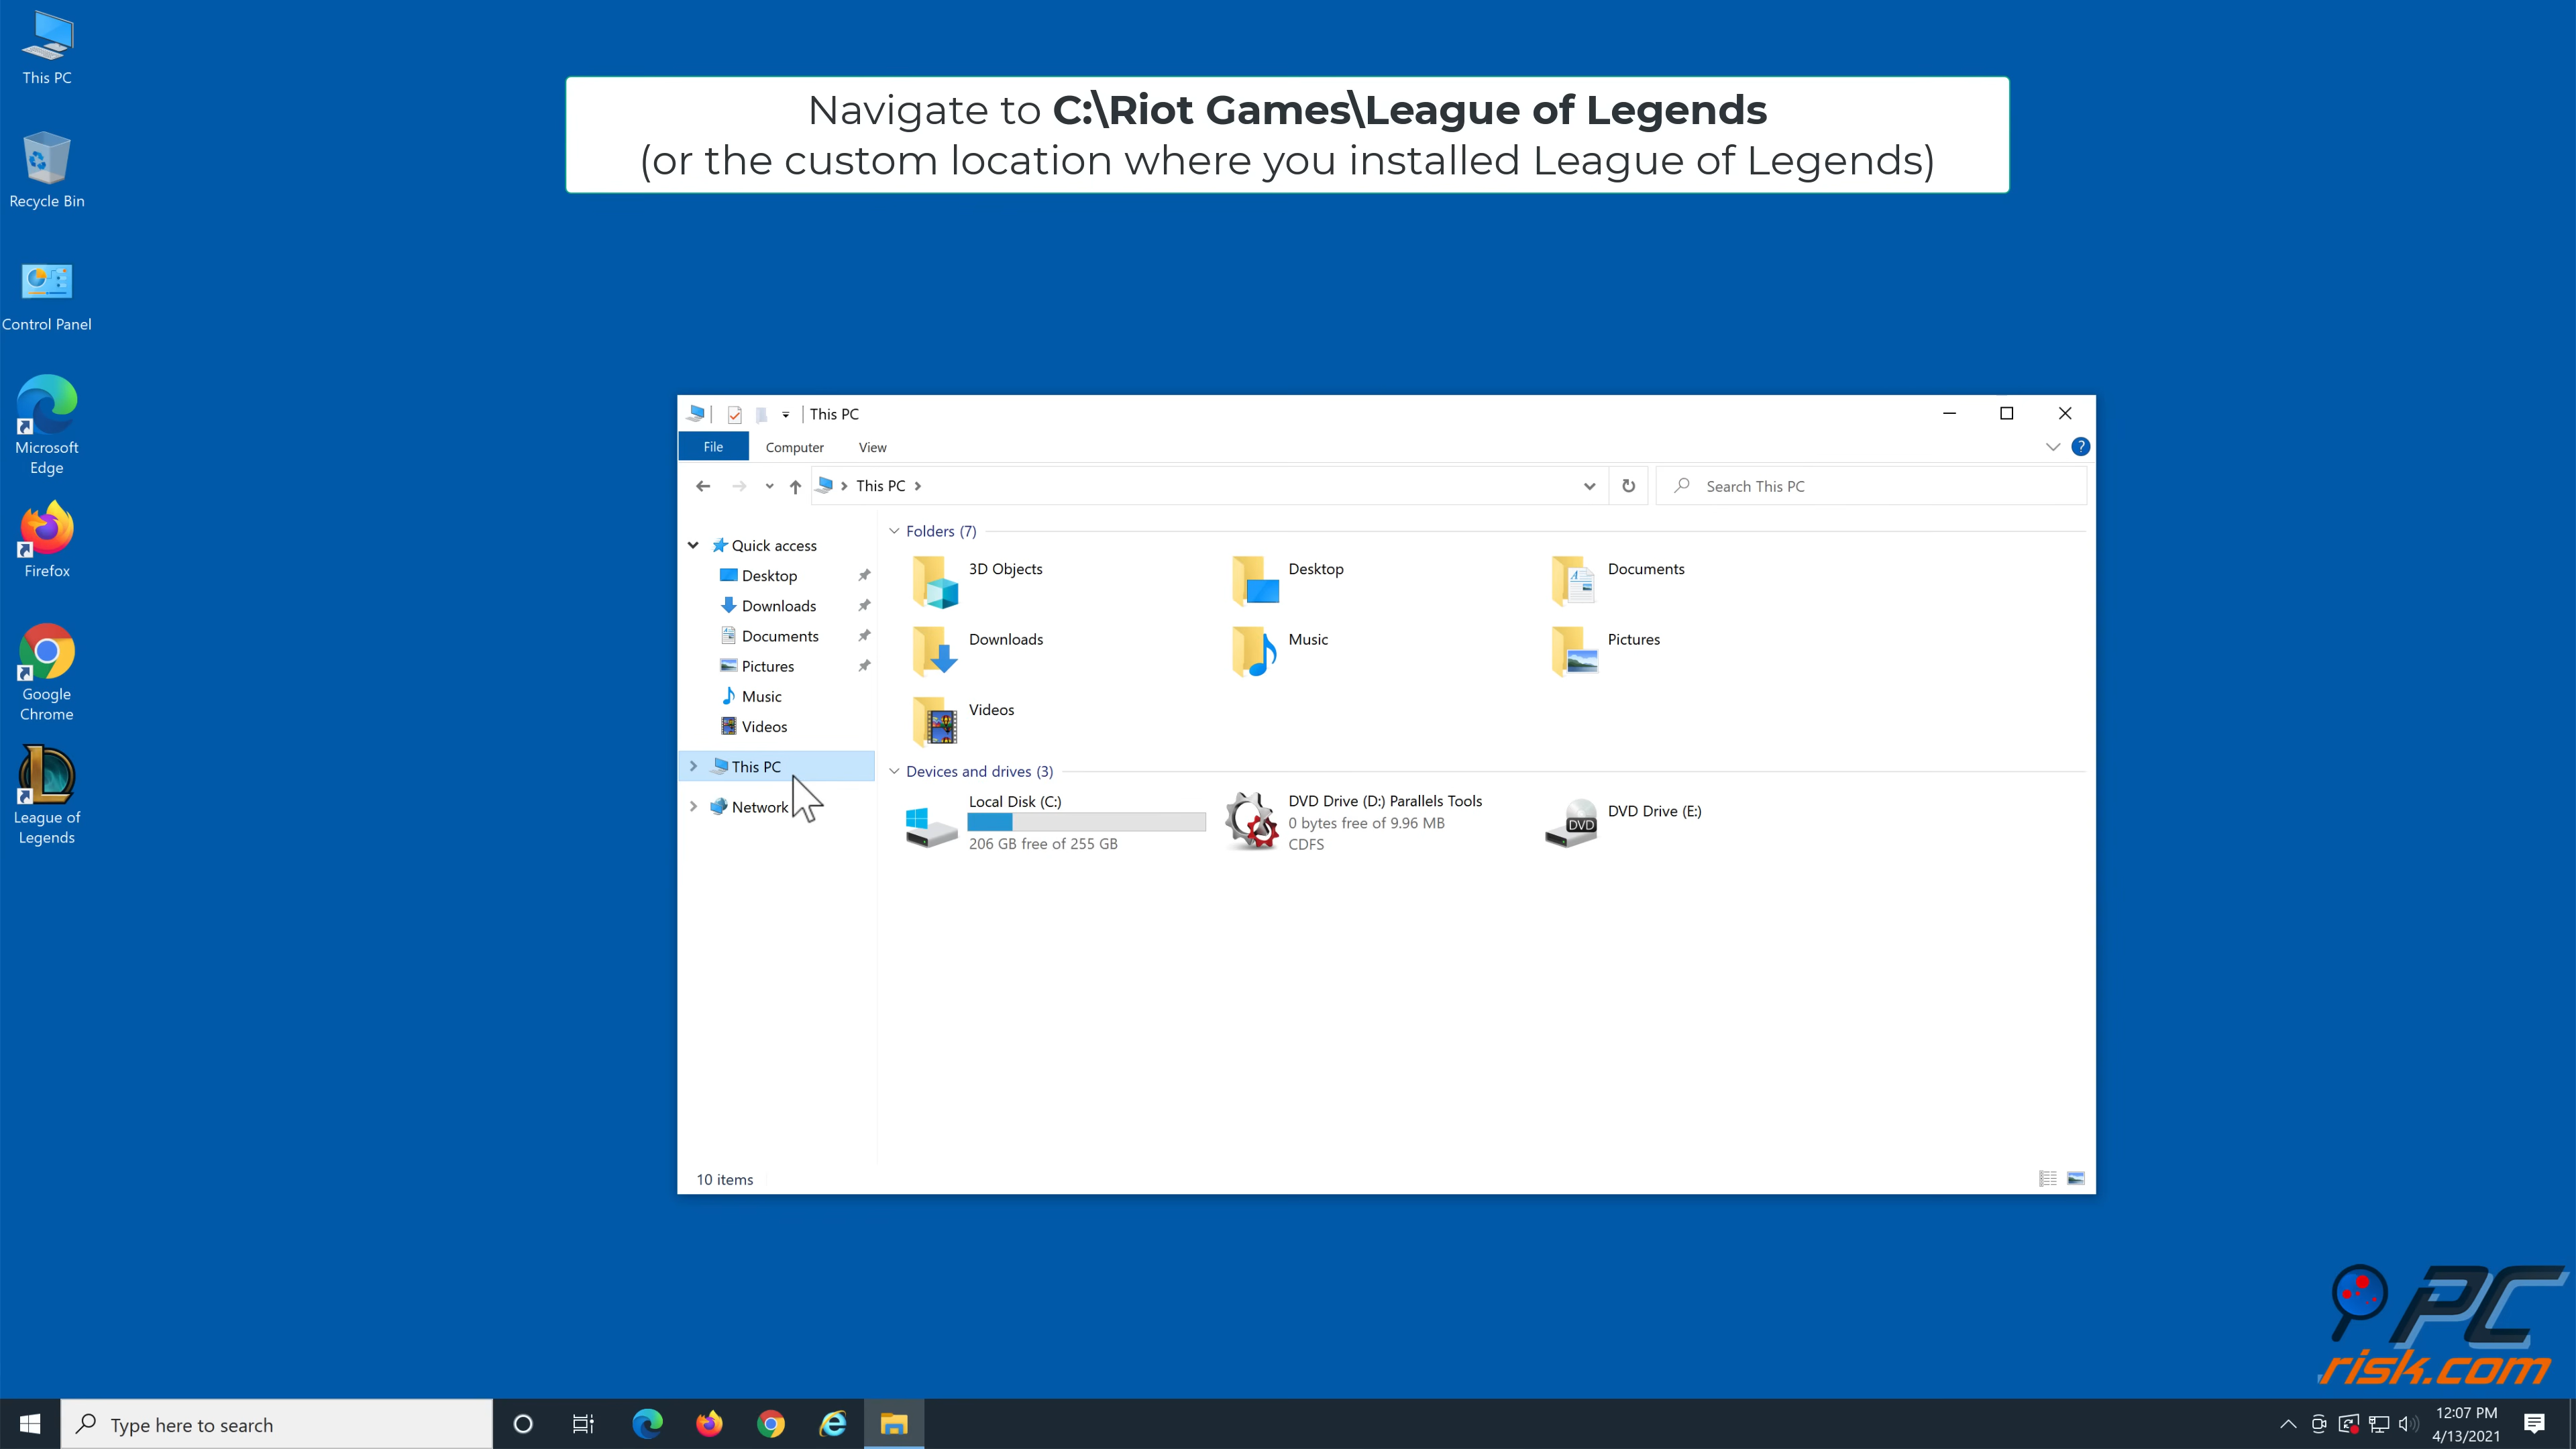 This PC
Recycle Bin
Control Panel
Microsoft
Edge
Firefox
Google
Chrome
League of
Legends
Navigate to C:\Riot Games\League of Legends
(or the custom location where you installed League of Legends)
This PC
File
Computer
View
?
This PC
Search This PC
Quick access
Desktop
Downloads
Documents
Pictures
Music
Videos
This PC
Network
Folders (7)
3D Objects
Desktop
Documents
Downloads
Music
Pictures
Videos
Devices and drives (3)
Local Disk (C:)
206 GB free of 255 GB
DVD Drive (D:) Parallels Tools
0 bytes free of 9.96 MB
CDFS
DVD
DVD Drive (E:)
10 items
PC
risk.com
Type here to search
12:07 PM
4/13/2021